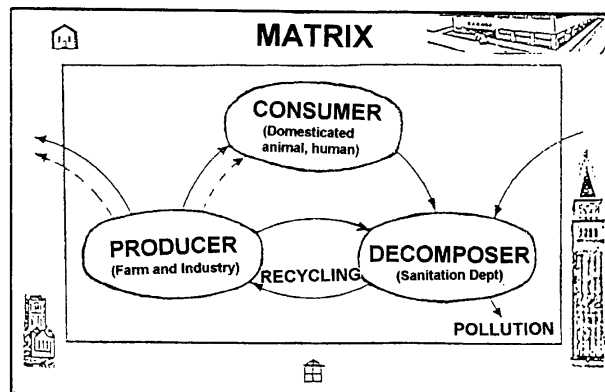 MATRIX
CONSUMER
(Domesticated
animal, human)
PRODUCER
(Farm and Industry)
RECYCLING
DECOMPOSER
(Sanitation Dept)
POLLUTION